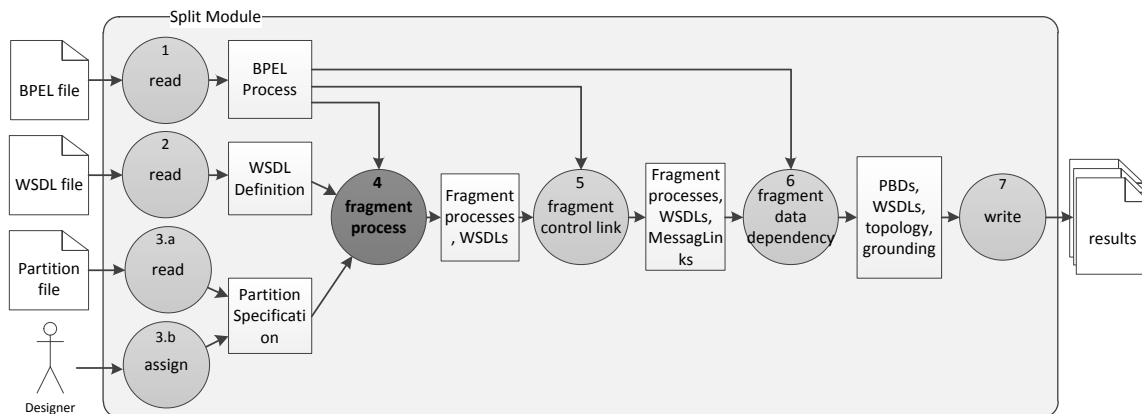 Split Module
BPEL file
1
read
BPEL
Process
WSDL file
2
read
WSDL
Definition
Partition
file
3.a
read
Partition
Specificati
on
Designer
3.b
assign
4
fragment
process
Fragment
processes
, WSDLs
5
fragment
control link
Fragment
processes,
WSDLs,
MessagLin
ks
6
fragment
data
dependency
PBDs,
WSDLs,
topology,
grounding
7
write
results